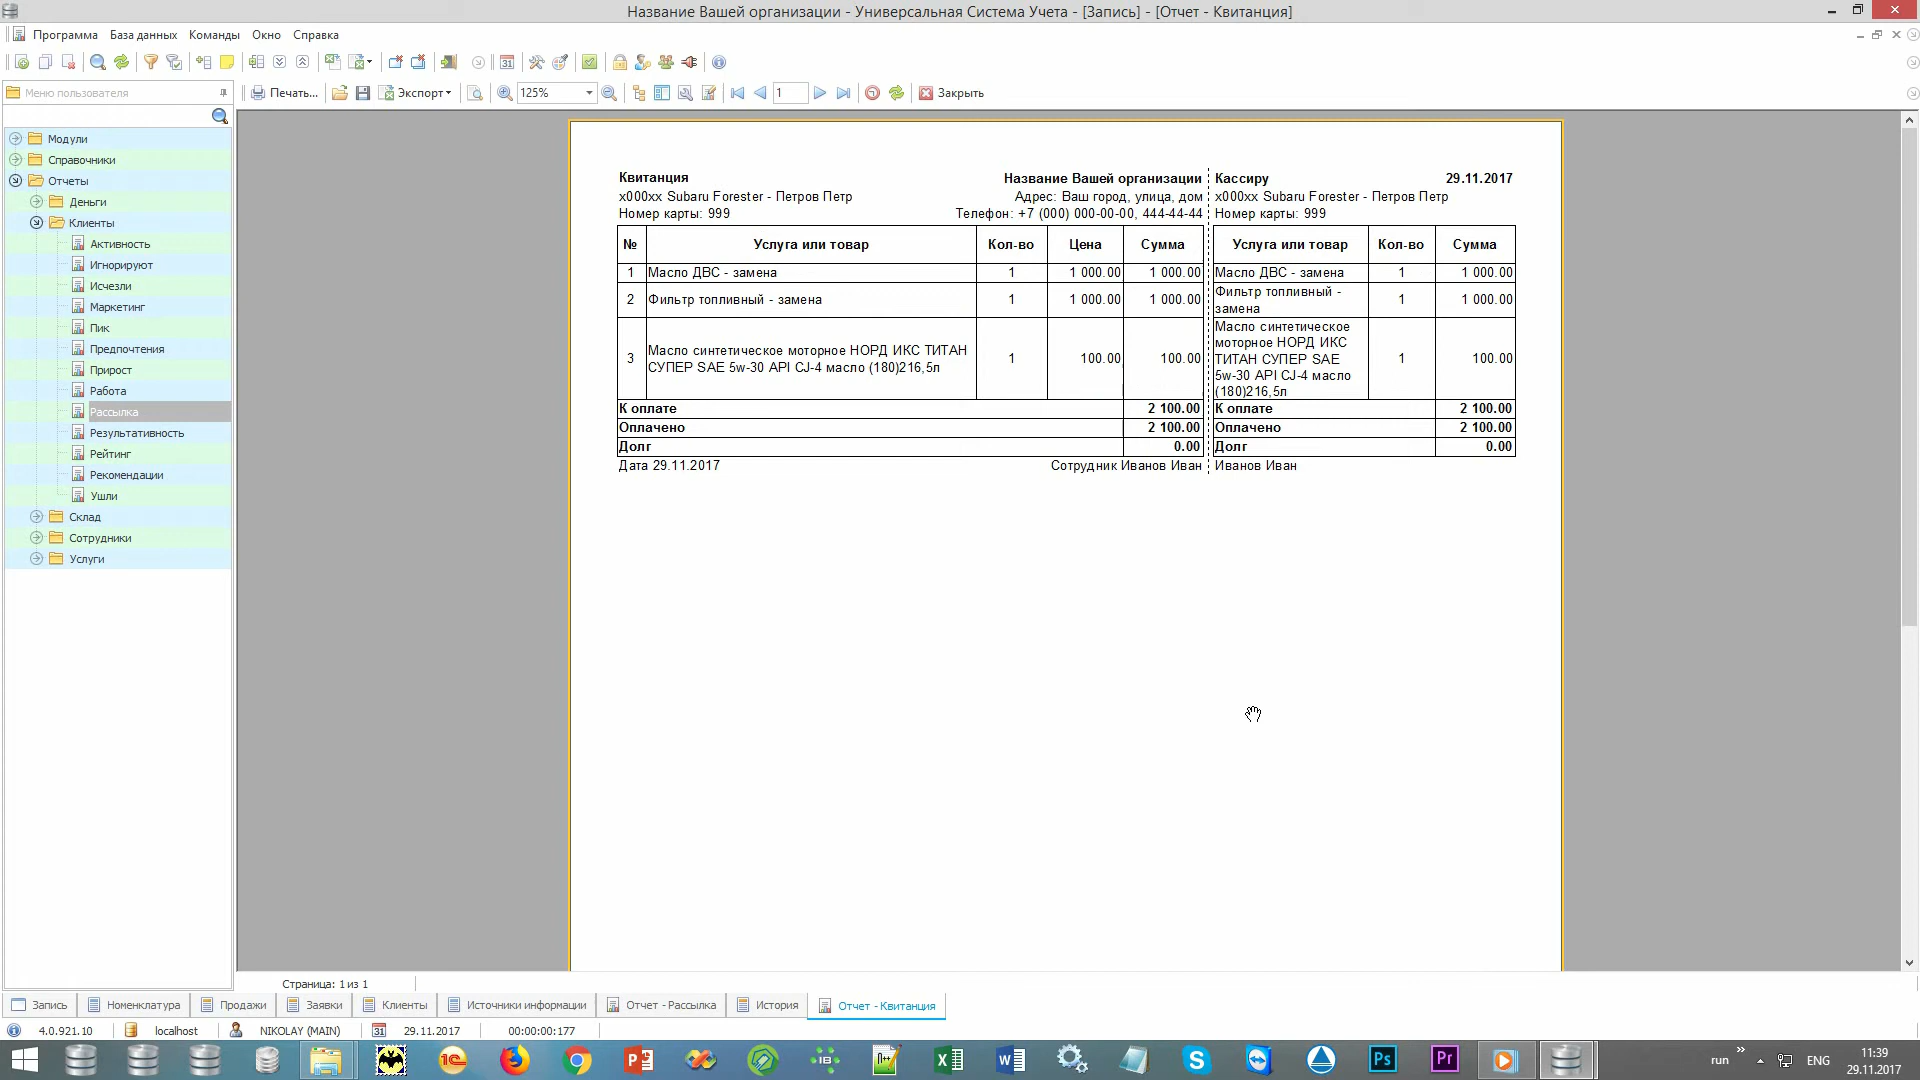 Название Вашей организации - Универсальная Система Учета - [Запись] - [Отчет - Квитанция]
Программа База данных Команды Окно Справка
Печать... Экспорт 125% 1 Закрыть
Меню пользователя
Модули
Справочники
Отчеты
Деньги
Клиенты
Активность
Игнорируют
Исчезли
Маркетинг
Пик
Предпочтения
Прирост
Работа
Рассылка
Результативность
Рейтинг
Рекомендации
Ушли
Склад
Сотрудники
Услуги
Квитанция Название Вашей организации
x000xx Subaru Forester - Петров Петр Адрес: Ваш город, улица, дом
Номер карты: 999 Телефон: +7 (000) 000-00-00, 444-44-44
№ Услуга или товар Кол-во Цена Сумма
1 Масло ДВС - замена 1 1 000.00 1 000.00
2 Фильтр топливный - замена 1 1 000.00 1 000.00
3 Масло синтетическое моторное НОРД ИКС ТИТАН 1 100.00 100.00
СУПЕР SAE 5w-30 API CJ-4 масло (180)216,5л
К оплате 2 100.00
Оплачено 2 100.00
Долг 0.00
Дата 29.11.2017 Сотрудник Иванов Иван
Кассиру 29.11.2017
x000xx Subaru Forester - Петров Петр
Номер карты: 999
Услуга или товар Кол-во Сумма
Масло ДВС - замена 1 1 000.00
Фильтр топливный - 1 1 000.00
замена
Масло синтетическое
моторное НОРД ИКС
ТИТАН СУПЕР SAE 1 100.00
5w-30 API CJ-4 масло
(180)216,5л
К оплате 2 100.00
Оплачено 2 100.00
Долг 0.00
Иванов Иван
Страница: 1 из 1
Запись Номенклатура Продажи Заявки Клиенты Источники информации Отчет - Рассылка История Отчет - Квитанция
4.0.921.10 localhost NIKOLAY (MAIN) 31 29.11.2017 00:00:00:177
run ENG 11:39
29.11.2017